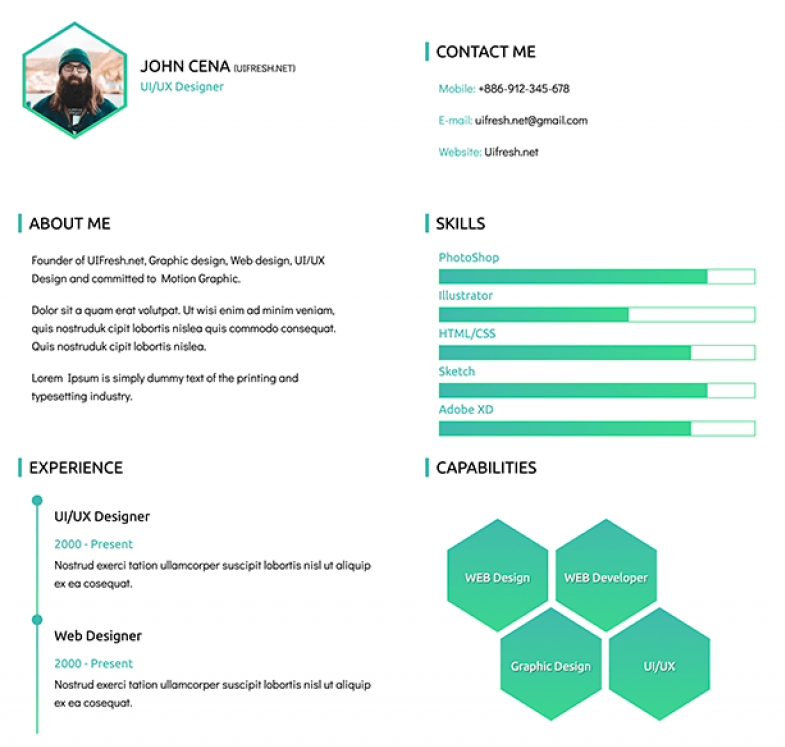 JOHN CENA (UIFRESH.NET)
UI/UX Designer
CONTACT ME
Mobile: +886-912-345-678
E-mail: uifresh.net@gmail.com
Website: Uifresh.net
ABOUT ME
Founder of UIFresh.net, Graphic design, Web design, UI/UX
Design and committed to Motion Graphic.
Dolor sit a quam erat volutpat. Ut wisi enim ad minim veniam,
quis nostruduk cipit lobortis nislea quis commodo consequat.
Quis nostruduk cipit lobortis nislea.
Lorem Ipsum is simply dummy text of the printing and
typesetting industry.
SKILLS
PhotoShop
Illustrator
HTML/CSS
Sketch
Adobe XD
EXPERIENCE
UI/UX Designer
2000 - Present
Nostrud exerci tation ullamcorper suscipit lobortis nisl ut aliquip
ex ea cosequat.
Web Designer
2000 - Present
Nostrud exerci tation ullamcorper suscipit lobortis nisl ut aliquip
ex ea cosequat.
CAPABILITIES
WEB Design
WEB Developer
Graphic Design
UI/UX